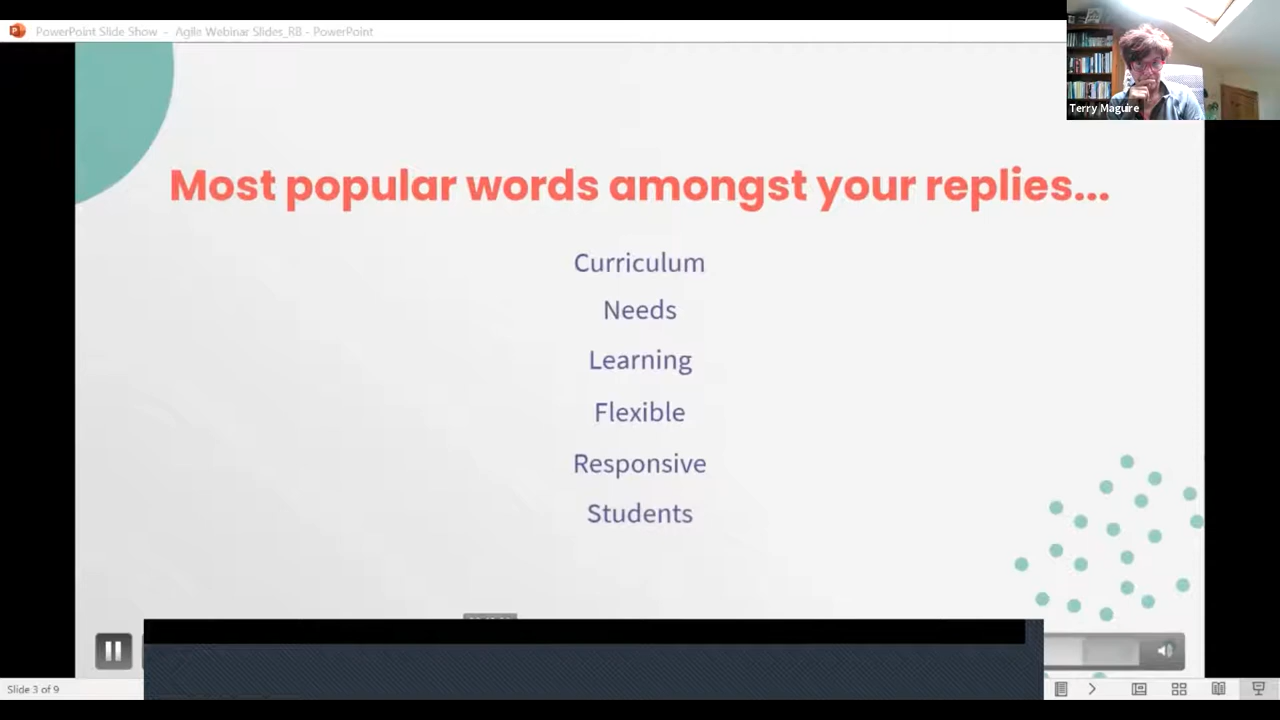 PowerPoint Slide Show - Agile Webinar Slides_RB - PowerPoint
Terry Maguire
Most popular words amongst your replies...
Curriculum
Needs
Learning
Flexible
Responsive
Students
Slide 3 of 9